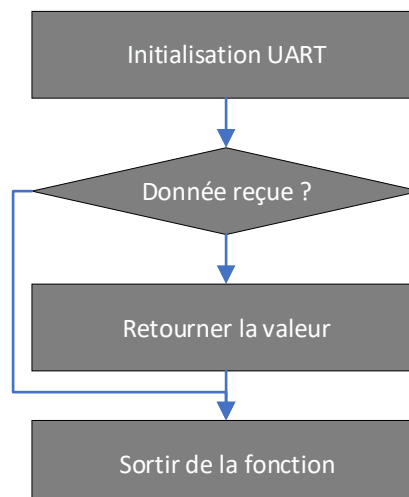 Initialisation UART
Donnée reçue ?
Retourner la valeur
Sortir de la fonction